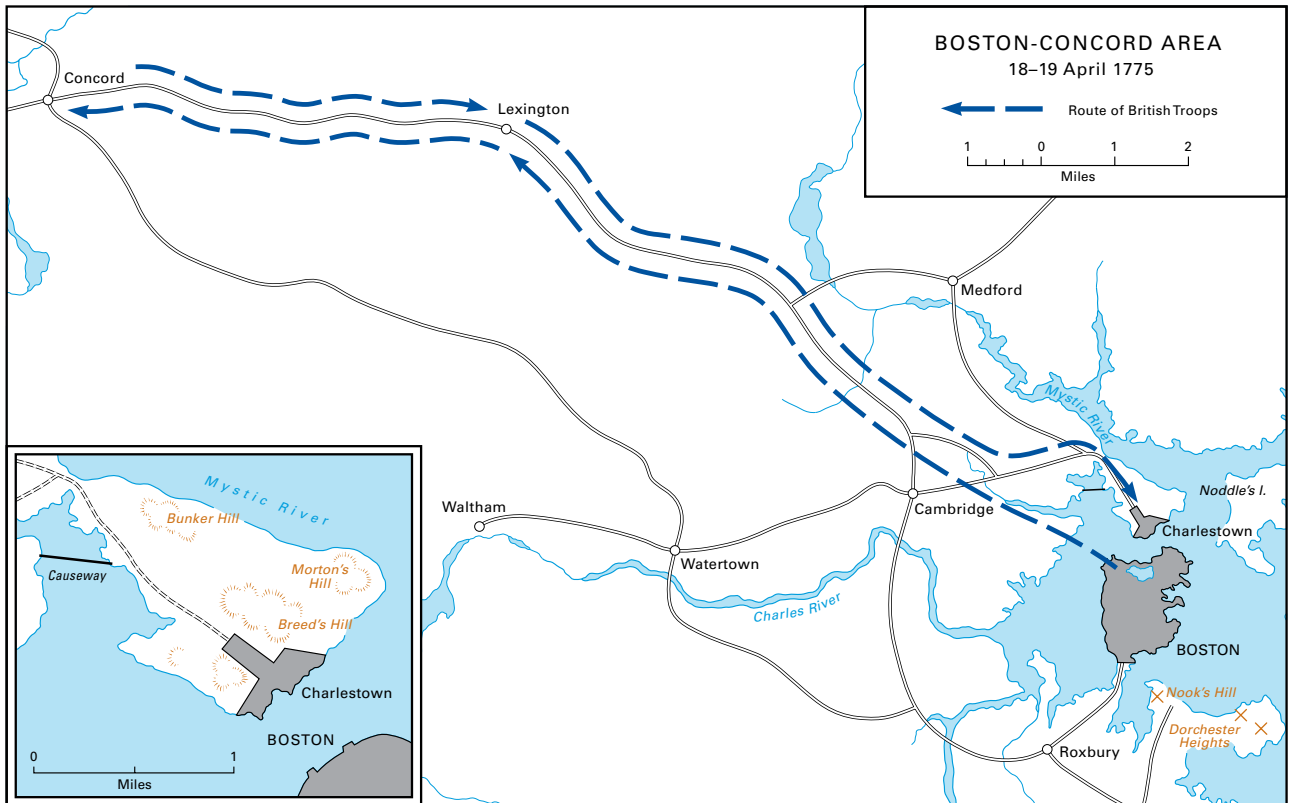 BOSTON-CONCORD AREA
18–19 April 1775
Route of British Troops
1 0 1 2
Miles
Concord
Lexington
Medford
Mystic River
Noddle's I.
Charlestown
Cambridge
Waltham
Watertown
Charles River
BOSTON
Nook's Hill
Dorchester
Heights
Roxbury
Mystic River
Bunker Hill
Morton's
Hill
Causeway
Breed's Hill
Charlestown
BOSTON
0 1
Miles